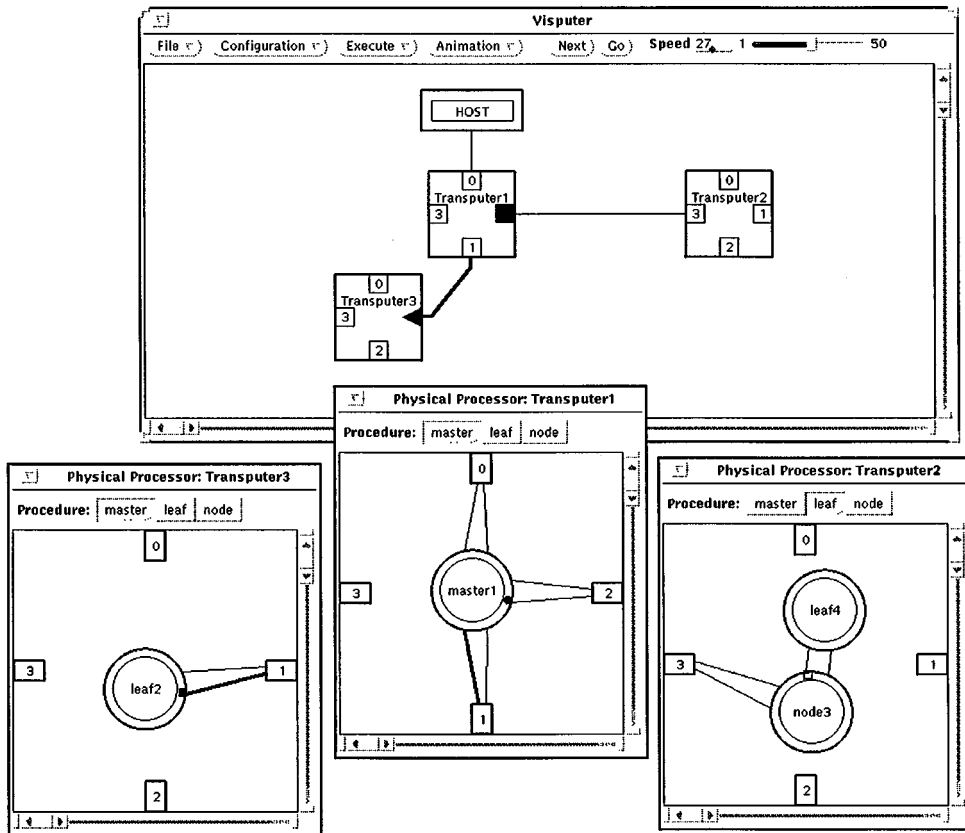 Visputer
File Configuration Execute Animation Next Go Speed 27 1 50
HOST
0
Transputer1
3
1
0
Transputer2
3 1
2
0
Transputer3
3
2
Physical Processor: Transputer1
Procedure: master leaf node
0
3 master1 2
1
Physical Processor: Transputer3
Procedure: master leaf node
0
3 1
leaf2
2
Physical Processor: Transputer2
Procedure: master leaf node
0
leaf4
3 1
node3
2